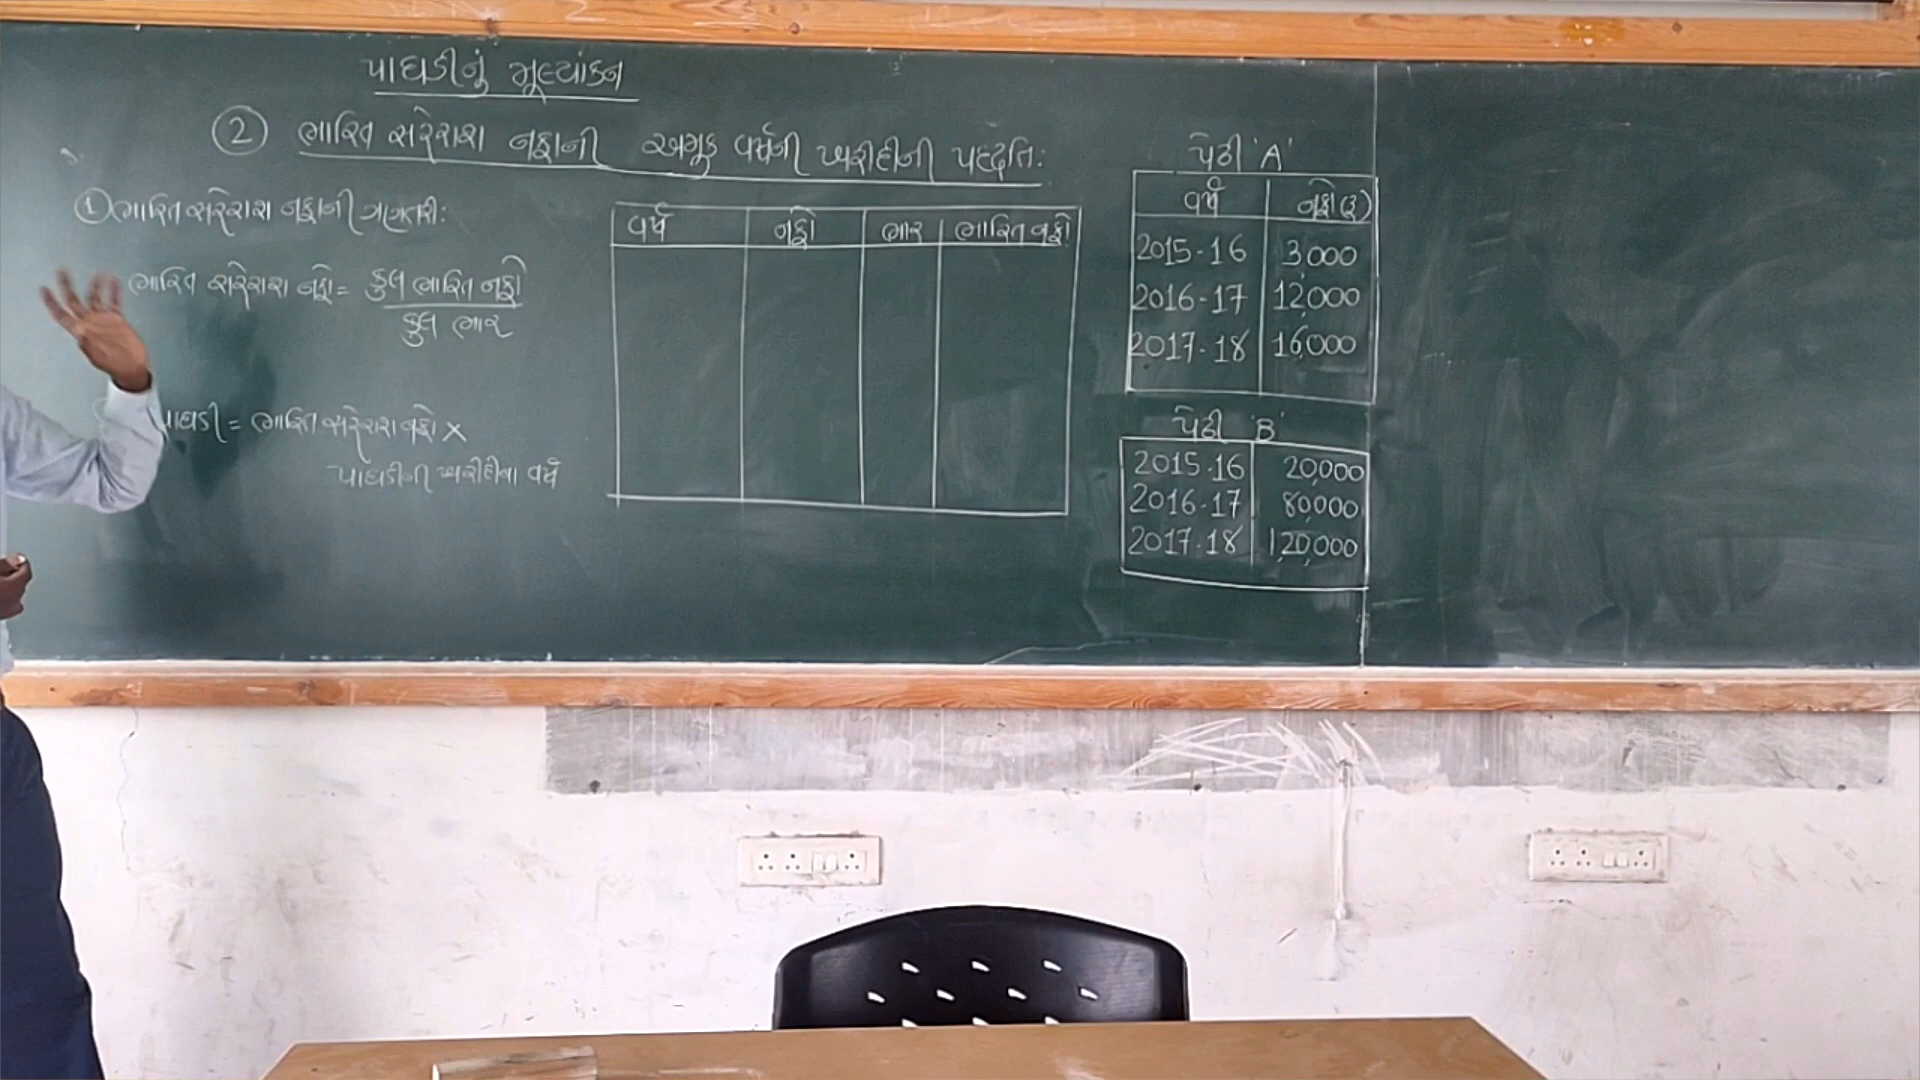 પાઘડીનું મૂલ્યાંકન
② ભારિત સરેરાશ નફાની અમુક વર્ષની ખરીદીની પદ્ધતિ:
① ભારિત સરેરાશ નફાની ગણતરી:
ભારિત સરેરાશ નફો = કુલ ભારિત નફો
કુલ ભાર
પાઘડી = ભારિત સરેરાશ નફો ×
પાઘડીની ખરીદીના વર્ષ
વર્ષ નફો ભાર ભારિત નફો
પેઢી 'A'
વર્ષ નફો (રૂ)
2015-16 3,000
2016-17 12,000
2017-18 16,000
પેઢી 'B'
2015-16 20,000
2016-17 80,000
2017-18 1,20,000